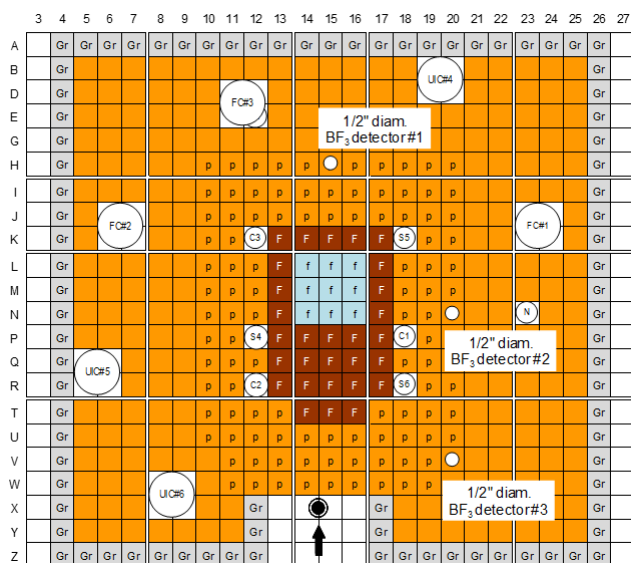 3 4 5 6 7 8 9 10 11 12 13 14 15 16 17 18 19 20 21 22 23 24 25 26 27
A Gr Gr Gr Gr Gr Gr Gr Gr Gr Gr Gr Gr Gr Gr Gr Gr Gr Gr Gr Gr Gr Gr Gr
B Gr Gr
UIC#4
D Gr Gr
FC#3
E Gr 1/2" diam. Gr
G Gr BF3 detector#1 Gr
H Gr p p p p p p p p p p Gr
I Gr p p p p p p p p p p p Gr
J Gr p p p p p p p p p p p Gr
FC#2 FC#1
K Gr p p C3 F F F F F S5 p p Gr
L Gr p p p F f f f F p p p Gr
M Gr p p p F f f f F p p p Gr
N Gr p p p F f f f F p p N Gr
P Gr p p S4 F F F F F C1 p 1/2" diam. Gr
Q Gr p p p F F F F F p p BF3 detector#2 Gr
UIC#5
R Gr p p C2 F F F F F S6 p p Gr
T Gr p p p p F F F p p p p Gr
U Gr p p p p p p p p p p p Gr
V Gr p p p p p p p p p Gr
W Gr p p p p p p p p p Gr
UIC#6 1/2" diam.
X Gr Gr Gr BF3 detector#3 Gr
Y Gr Gr Gr Gr
Z Gr Gr Gr Gr Gr Gr Gr Gr Gr Gr Gr Gr Gr Gr Gr Gr Gr Gr Gr